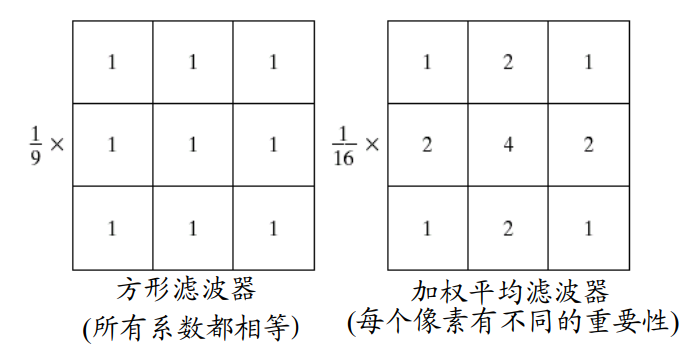 1 1 1
1/9 × 1 1 1
1 1 1
方形滤波器
(所有系数都相等)
1 2 1
1/16 × 2 4 2
1 2 1
加权平均滤波器
(每个像素有不同的重要性)